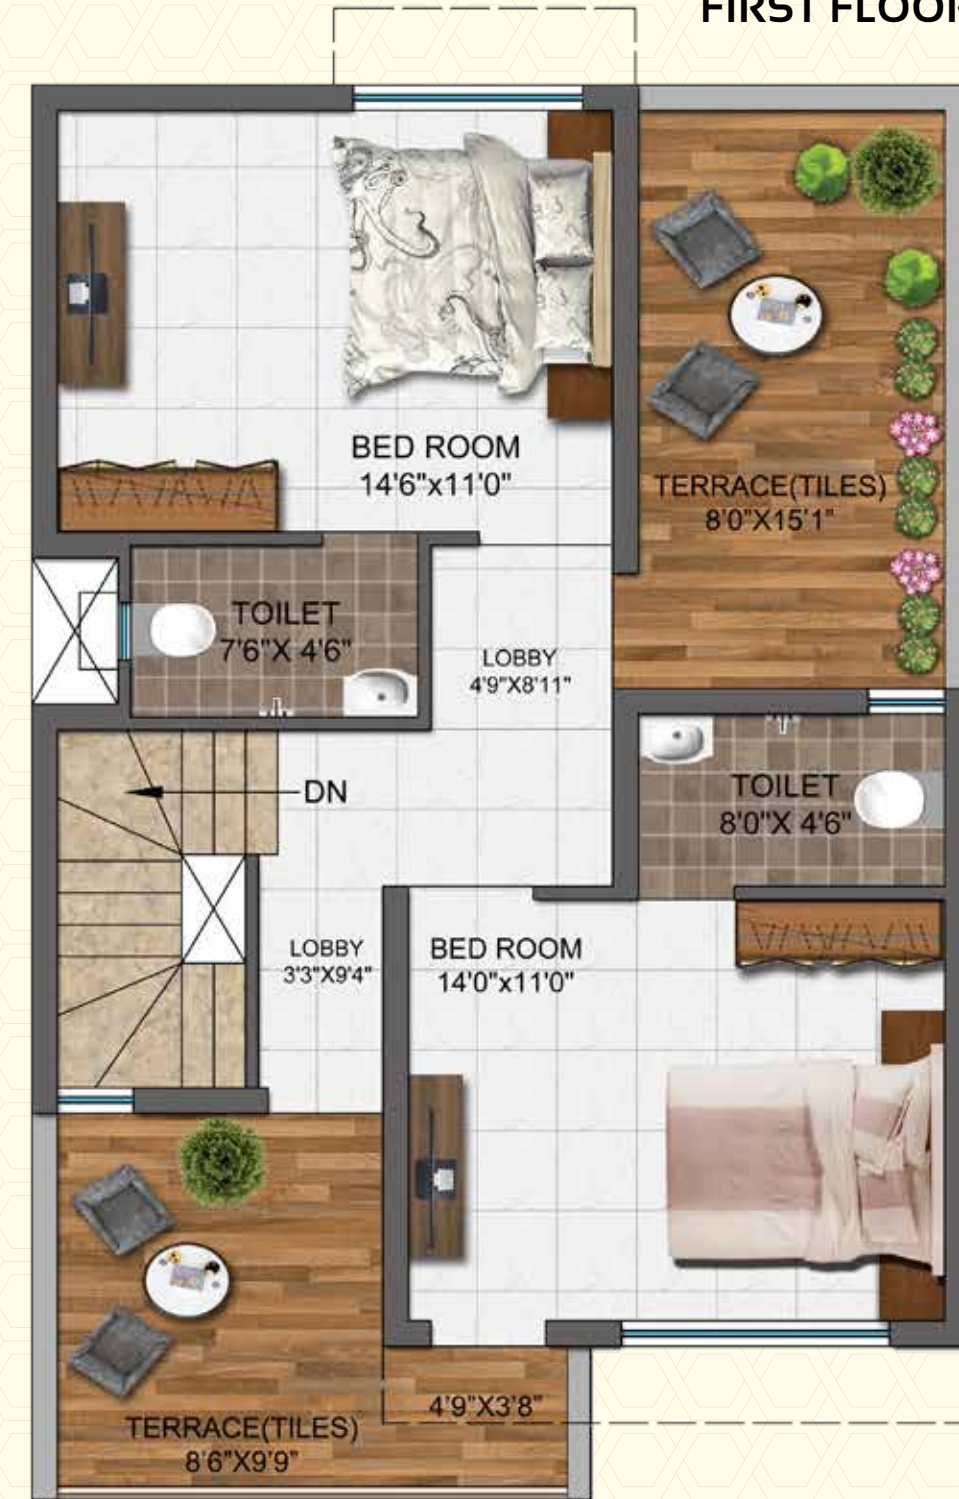 FIRST FLOOR
BED ROOM
14'6"x11'0"
TERRACE(TILES)
8'0"X15'1"
TOILET
7'6"X 4'6"
LOBBY
4'9"X8'11"
DN
TOILET
8'0"X 4'6"
LOBBY
3'3"X9'4"
BED ROOM
14'0"x11'0"
4'9"X3'8"
TERRACE(TILES)
8'6"X9'9"